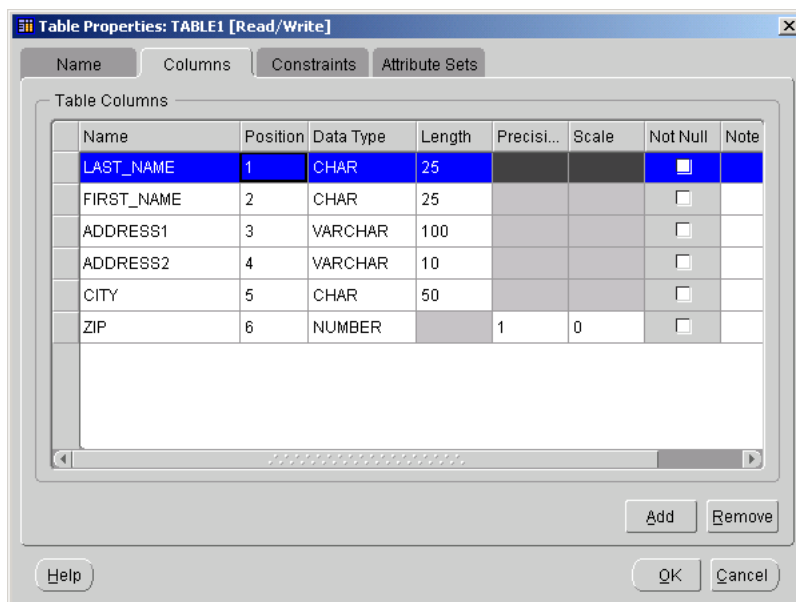 Table Properties: TABLE1 [Read/Write]
Name Columns Constraints Attribute Sets
Table Columns
Name Position Data Type Length Precisi... Scale Not Null Note
LAST_NAME 1 CHAR 25
FIRST_NAME 2 CHAR 25
ADDRESS1 3 VARCHAR 100
ADDRESS2 4 VARCHAR 10
CITY 5 CHAR 50
ZIP 6 NUMBER 1 0
Add Remove
Help OK Cancel